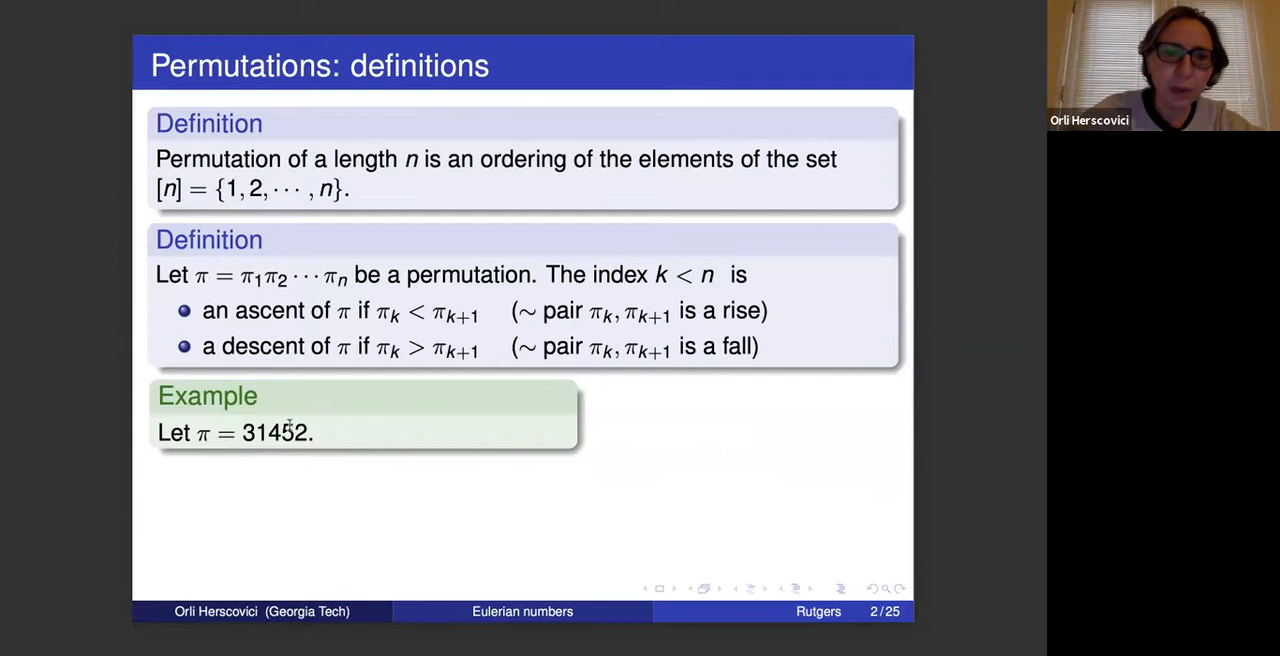 Permutations: definitions
Definition
Permutation of a length n is an ordering of the elements of the set
[n] = {1, 2, ⋯ , n}.
Definition
Let π = π₁π₂ ⋯ πₙ be a permutation. The index k < n is
an ascent of π if πₖ < πₖ₊₁ (∼ pair πₖ, πₖ₊₁ is a rise)
a descent of π if πₖ > πₖ₊₁ (∼ pair πₖ, πₖ₊₁ is a fall)
Example
Let π = 31452.
Orli Herscovici (Georgia Tech) Eulerian numbers Rutgers 2 / 25
Orli Herscovici